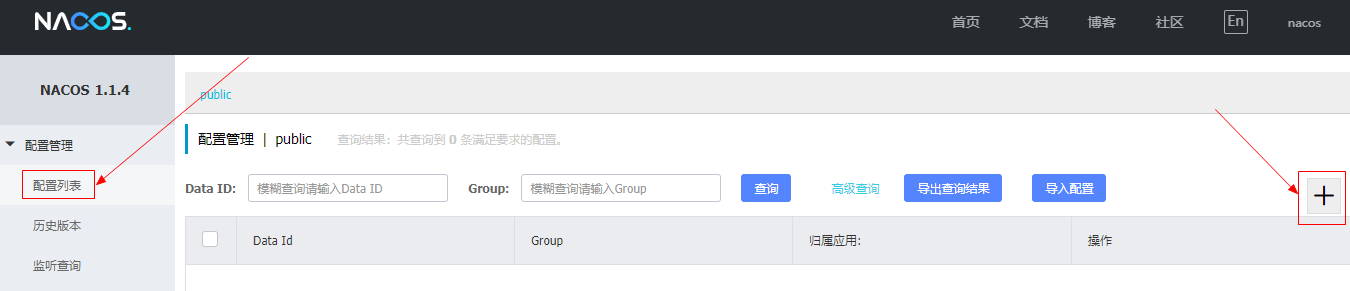 NACOS.
首页 文档 博客 社区 En nacos
NACOS 1.1.4
配置管理
配置列表
历史版本
监听查询
public
配置管理 | public 查询结果：共查询到 0 条满足要求的配置。
Data ID: 模糊查询请输入Data ID Group: 模糊查询请输入Group 查询 高级查询 导出查询结果 导入配置 +
Data Id Group 归属应用: 操作